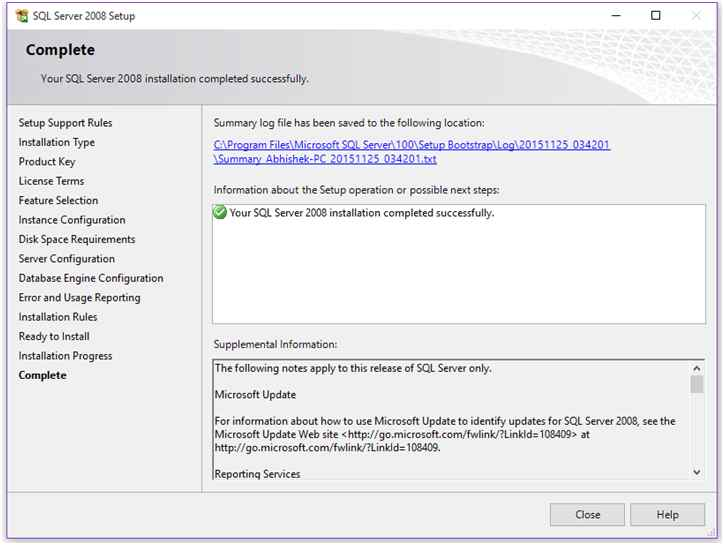 SQL Server 2008 Setup
Complete
Your SQL Server 2008 installation completed successfully.
Setup Support Rules
Installation Type
Product Key
License Terms
Feature Selection
Instance Configuration
Disk Space Requirements
Server Configuration
Database Engine Configuration
Error and Usage Reporting
Installation Rules
Ready to Install
Installation Progress
Complete
Summary log file has been saved to the following location:
C:\Program Files\Microsoft SQL Server\100\Setup Bootstrap\Log\20151125_034201
\Summary_Abhishek-PC_20151125_034201.txt
Information about the Setup operation or possible next steps:
Your SQL Server 2008 installation completed successfully.
Supplemental Information:
The following notes apply to this release of SQL Server only.
Microsoft Update
For information about how to use Microsoft Update to identify updates for SQL Server 2008, see the
Microsoft Update Web site <http://go.microsoft.com/fwlink/?LinkId=108409> at
http://go.microsoft.com/fwlink/?LinkId=108409.
Reporting Services
Close
Help